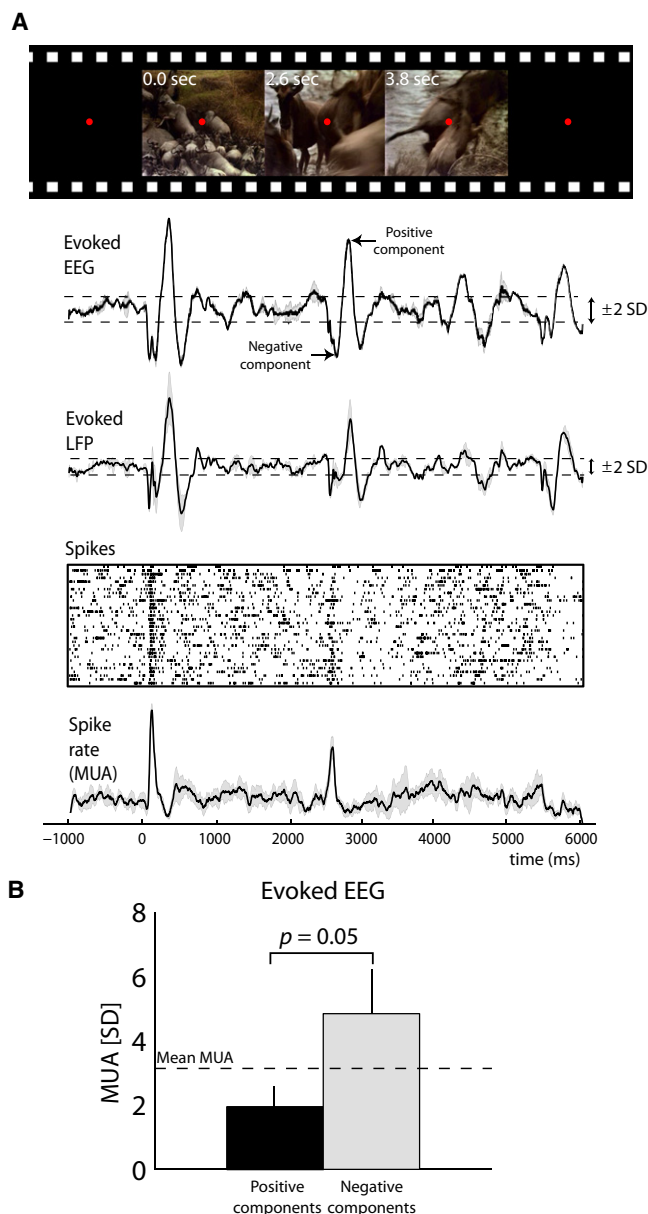 A
0.0 sec
2.6 sec
3.8 sec
Evoked
EEG
Positive
component
Negative
component
±2 SD
Evoked
LFP
±2 SD
Spikes
Spike
rate
(MUA)
−1000 0 1000 2000 3000 4000 5000 6000
time (ms)
B
Evoked EEG
p = 0.05
8
6
4
2
0
MUA [SD]
Mean MUA
Positive
components
Negative
components